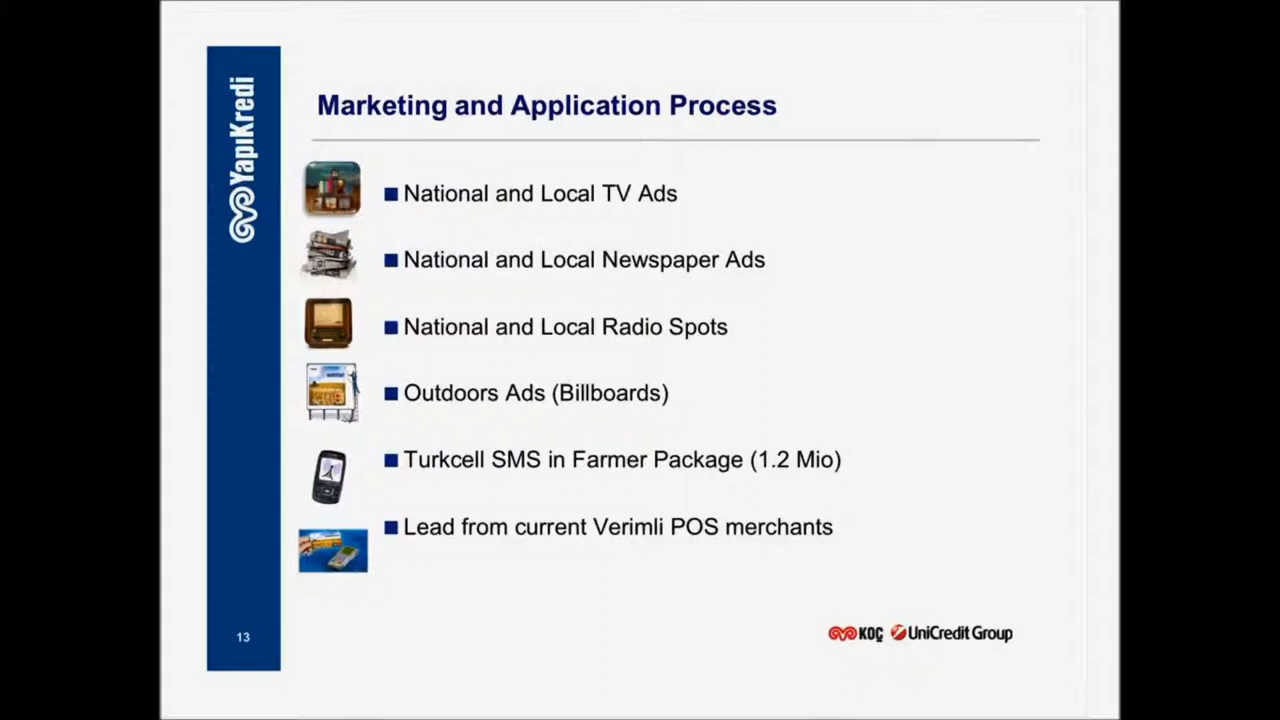 YapıKredi
Marketing and Application Process
National and Local TV Ads
National and Local Newspaper Ads
National and Local Radio Spots
Outdoors Ads (Billboards)
Turkcell SMS in Farmer Package (1.2 Mio)
Lead from current Verimli POS merchants
13
KOÇ UniCredit Group